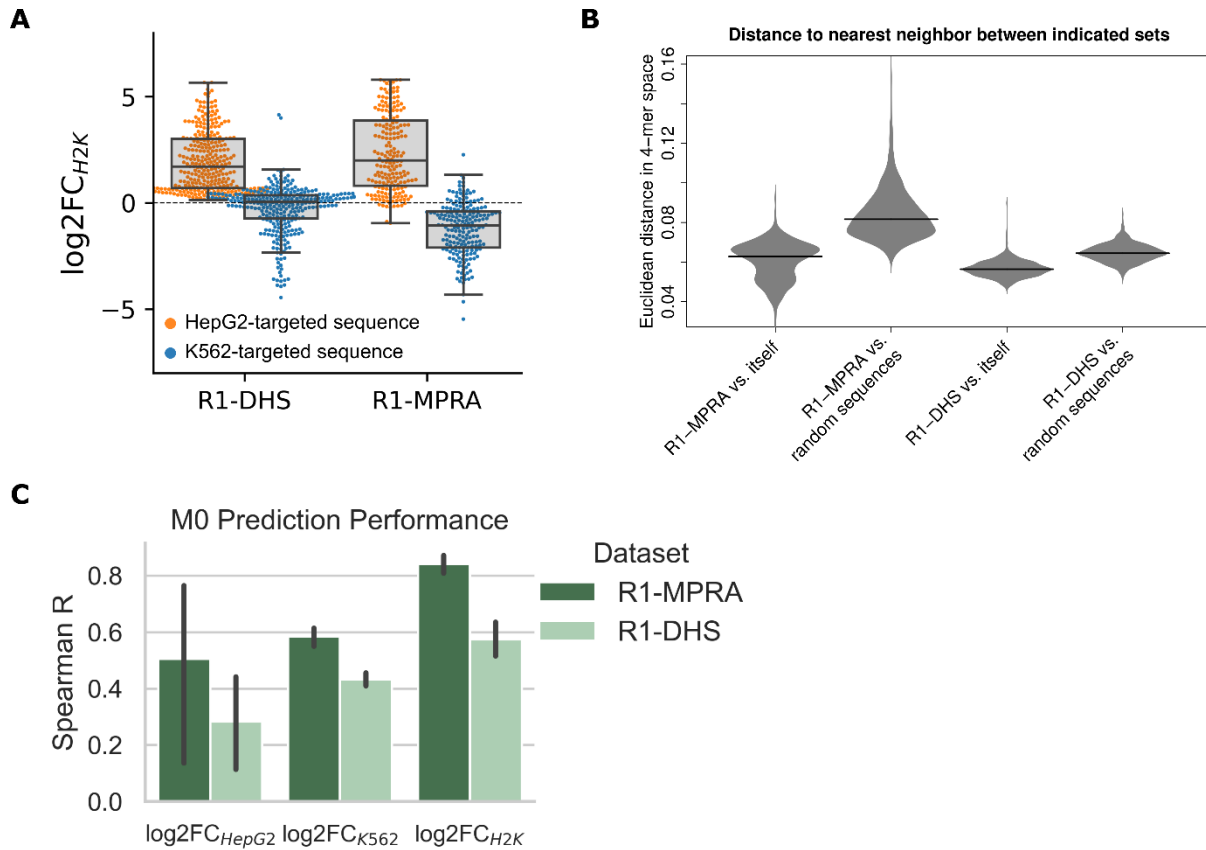 A
log2FC_H2K
5
0
−5
HepG2-targeted sequence
K562-targeted sequence
R1-DHS
R1-MPRA
B
Distance to nearest neighbor between indicated sets
Euclidean distance in 4-mer space
0.16
0.12
0.08
0.04
R1–MPRA vs. itself
R1–MPRA vs.
random sequences
R1–DHS vs. itself
R1–DHS vs.
random sequences
C
M0 Prediction Performance
Spearman R
0.8
0.6
0.4
0.2
0.0
log2FC_HepG2
log2FC_K562
log2FC_H2K
Dataset
R1-MPRA
R1-DHS